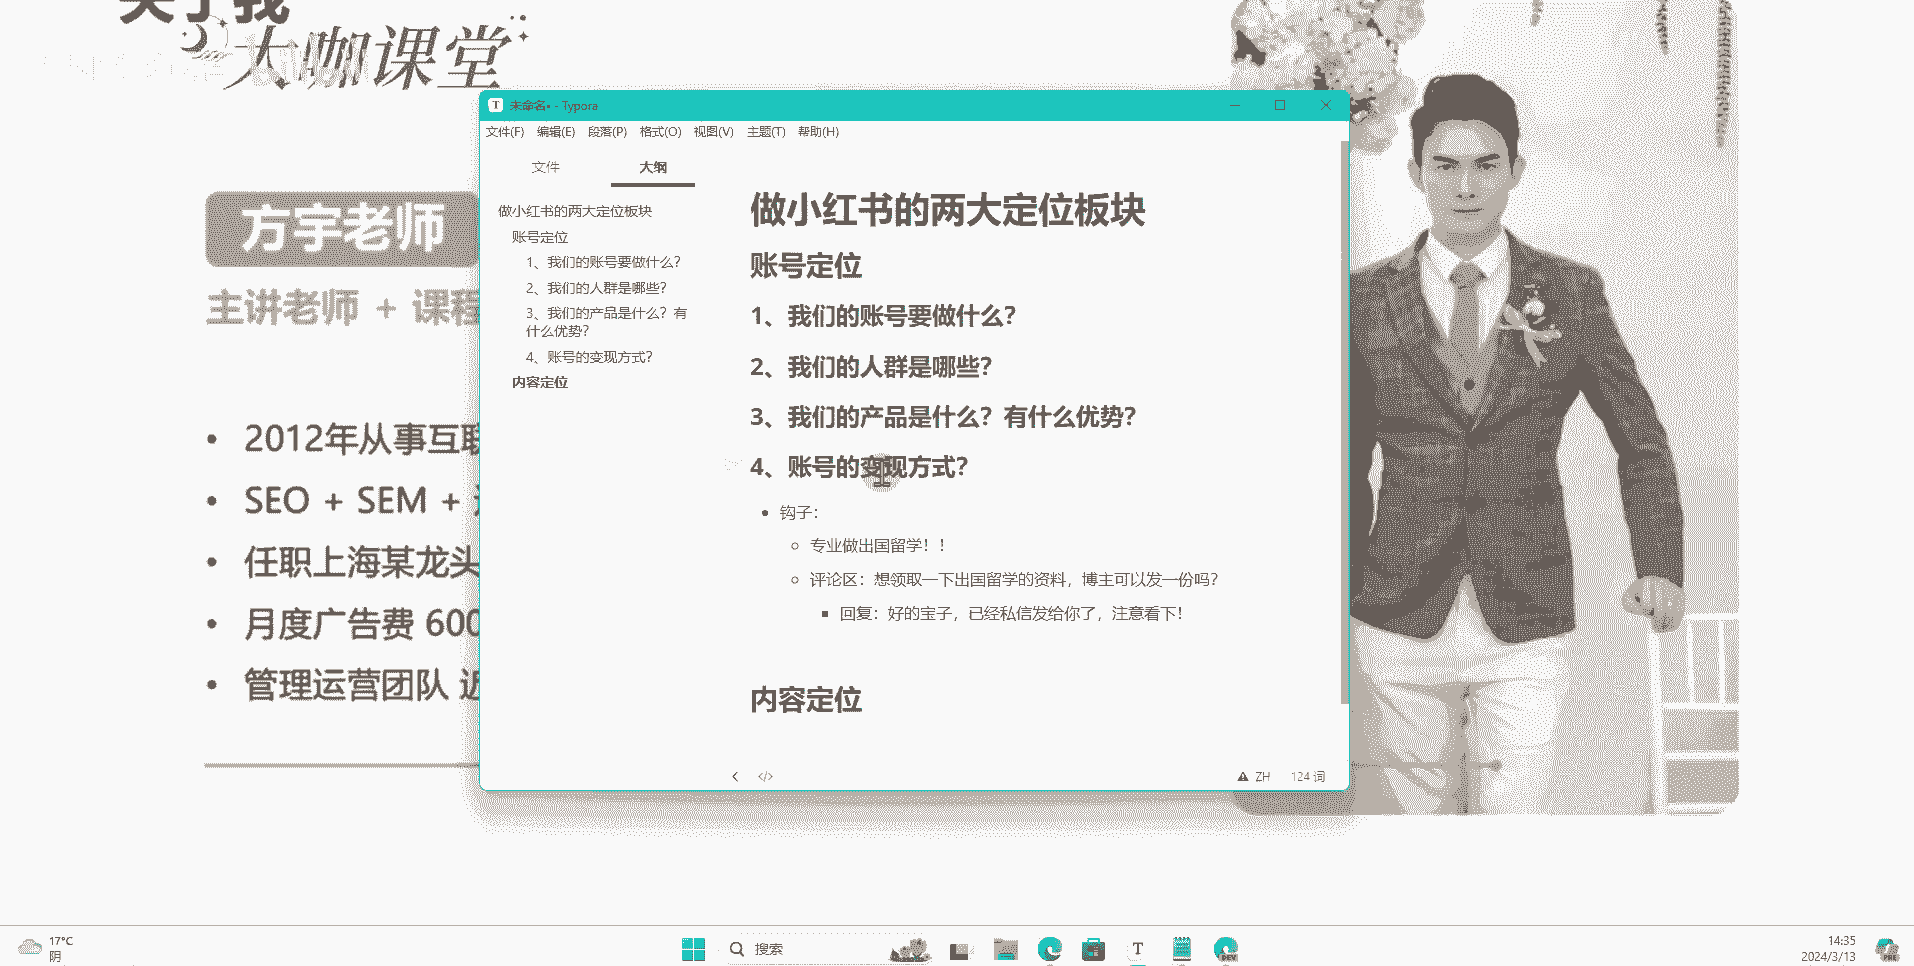 关于我
大咖课堂
方宇老师
主讲老师 + 课程
2012年从事互联
SEO + SEM +
任职上海某龙头
月度广告费 600
管理运营团队 近
未命名• - Typora
文件(F) 编辑(E) 段落(P) 格式(O) 视图(V) 主题(T) 帮助(H)
文件 大纲
做小红书的两大定位板块
账号定位
1、我们的账号要做什么？
2、我们的人群是哪些？
3、我们的产品是什么？有
什么优势？
4、账号的变现方式？
内容定位
做小红书的两大定位板块
账号定位
1、我们的账号要做什么？
2、我们的人群是哪些？
3、我们的产品是什么？有什么优势？
4、账号的变现方式？
钩子：
专业做出国留学！！
评论区：想领取一下出国留学的资料，博主可以发一份吗？
回复：好的宝子，已经私信发给你了，注意看下！
内容定位
ZH 124 词
17°C
阴
搜索
T
DEV
14:35
2024/3/13
PRE